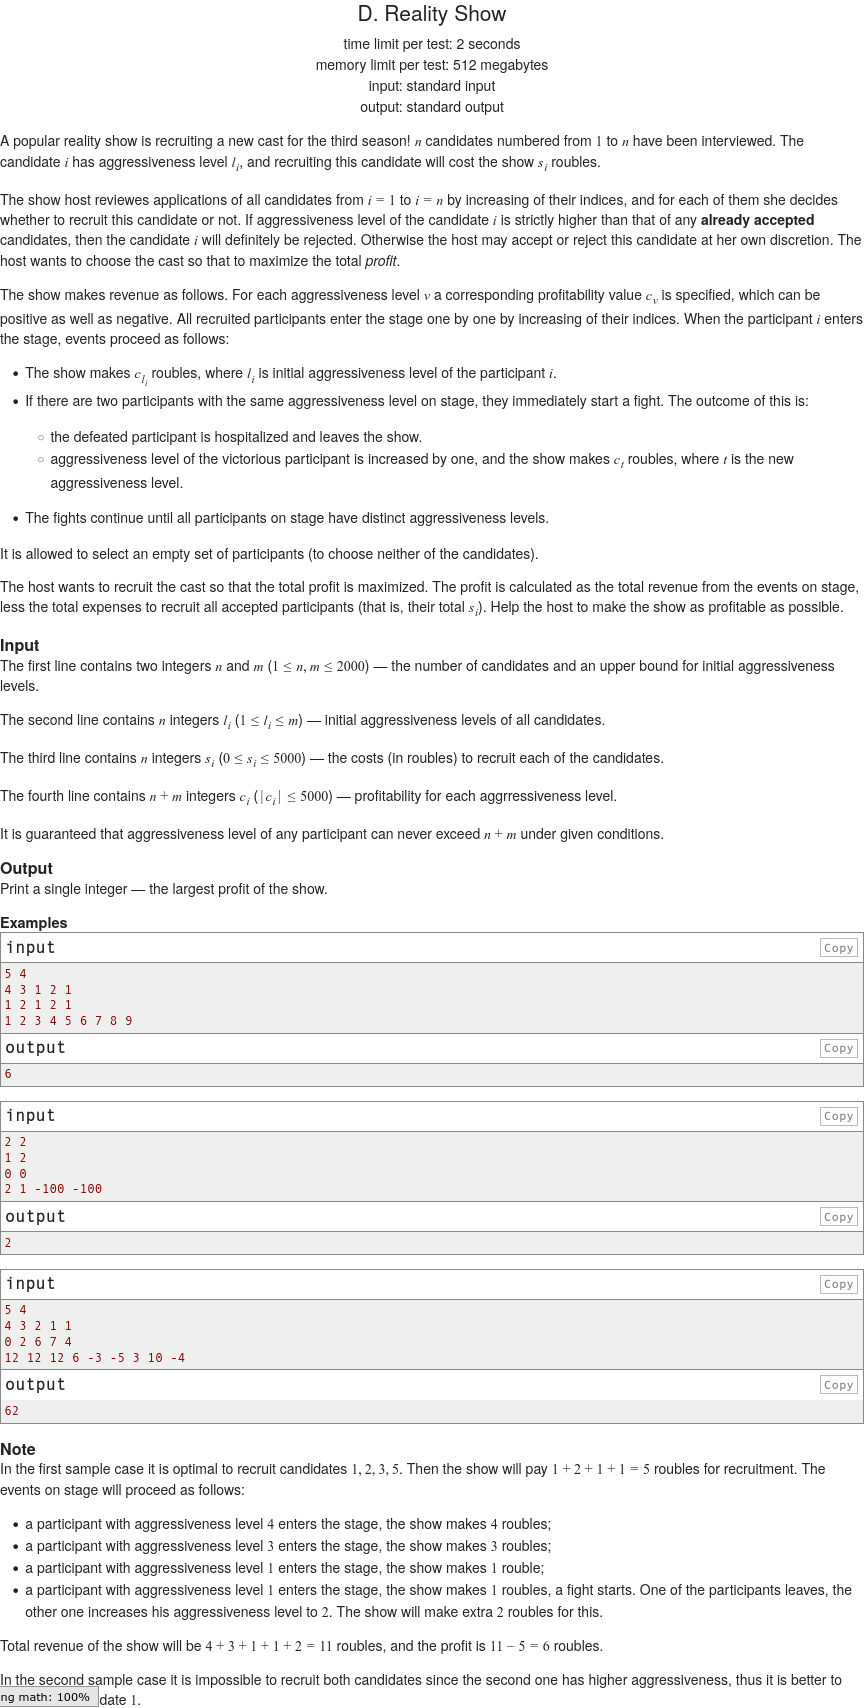 D. Reality Show
time limit per test: 2 seconds
memory limit per test: 512 megabytes
input: standard input
output: standard output
A popular reality show is recruiting a new cast for the third season! n candidates numbered from 1 to n have been interviewed. The
candidate i has aggressiveness level l_i, and recruiting this candidate will cost the show s_i roubles.
The show host reviewes applications of all candidates from i = 1 to i = n by increasing of their indices, and for each of them she decides
whether to recruit this candidate or not. If aggressiveness level of the candidate i is strictly higher than that of any already accepted
candidates, then the candidate i will definitely be rejected. Otherwise the host may accept or reject this candidate at her own discretion. The
host wants to choose the cast so that to maximize the total profit.
The show makes revenue as follows. For each aggressiveness level v a corresponding profitability value c_v is specified, which can be
positive as well as negative. All recruited participants enter the stage one by one by increasing of their indices. When the participant i enters
the stage, events proceed as follows:
• The show makes c_{l_i} roubles, where l_i is initial aggressiveness level of the participant i.
• If there are two participants with the same aggressiveness level on stage, they immediately start a fight. The outcome of this is:
○ the defeated participant is hospitalized and leaves the show.
○ aggressiveness level of the victorious participant is increased by one, and the show makes c_t roubles, where t is the new
aggressiveness level.
• The fights continue until all participants on stage have distinct aggressiveness levels.
It is allowed to select an empty set of participants (to choose neither of the candidates).
The host wants to recruit the cast so that the total profit is maximized. The profit is calculated as the total revenue from the events on stage,
less the total expenses to recruit all accepted participants (that is, their total s_i). Help the host to make the show as profitable as possible.
Input
The first line contains two integers n and m (1 ≤ n, m ≤ 2000) — the number of candidates and an upper bound for initial aggressiveness
levels.
The second line contains n integers l_i (1 ≤ l_i ≤ m) — initial aggressiveness levels of all candidates.
The third line contains n integers s_i (0 ≤ s_i ≤ 5000) — the costs (in roubles) to recruit each of the candidates.
The fourth line contains n + m integers c_i (|c_i| ≤ 5000) — profitability for each aggrressiveness level.
It is guaranteed that aggressiveness level of any participant can never exceed n + m under given conditions.
Output
Print a single integer — the largest profit of the show.
Examples
input Copy
5 4
4 3 1 2 1
1 2 1 2 1
1 2 3 4 5 6 7 8 9
output Copy
6
input Copy
2 2
1 2
0 0
2 1 -100 -100
output Copy
2
input Copy
5 4
4 3 2 1 1
0 2 6 7 4
12 12 12 6 -3 -5 3 10 -4
output Copy
62
Note
In the first sample case it is optimal to recruit candidates 1, 2, 3, 5. Then the show will pay 1 + 2 + 1 + 1 = 5 roubles for recruitment. The
events on stage will proceed as follows:
• a participant with aggressiveness level 4 enters the stage, the show makes 4 roubles;
• a participant with aggressiveness level 3 enters the stage, the show makes 3 roubles;
• a participant with aggressiveness level 1 enters the stage, the show makes 1 rouble;
• a participant with aggressiveness level 1 enters the stage, the show makes 1 roubles, a fight starts. One of the participants leaves, the
other one increases his aggressiveness level to 2. The show will make extra 2 roubles for this.
Total revenue of the show will be 4 + 3 + 1 + 1 + 2 = 11 roubles, and the profit is 11 − 5 = 6 roubles.
In the second sample case it is impossible to recruit both candidates since the second one has higher aggressiveness, thus it is better to
ng math: 100% date 1.